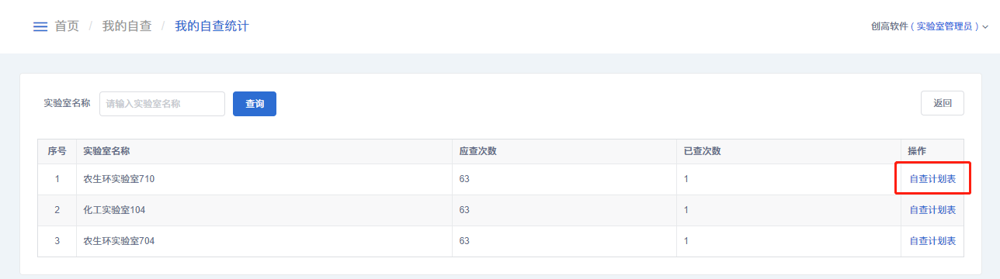 首页 / 我的自查 / 我的自查统计
创高软件（实验室管理员）
实验室名称 请输入实验室名称 查询 返回
序号 实验室名称 应查次数 已查次数 操作
1 农生环实验室710 63 1 自查计划表
2 化工实验室104 63 1 自查计划表
3 农生环实验室704 63 1 自查计划表